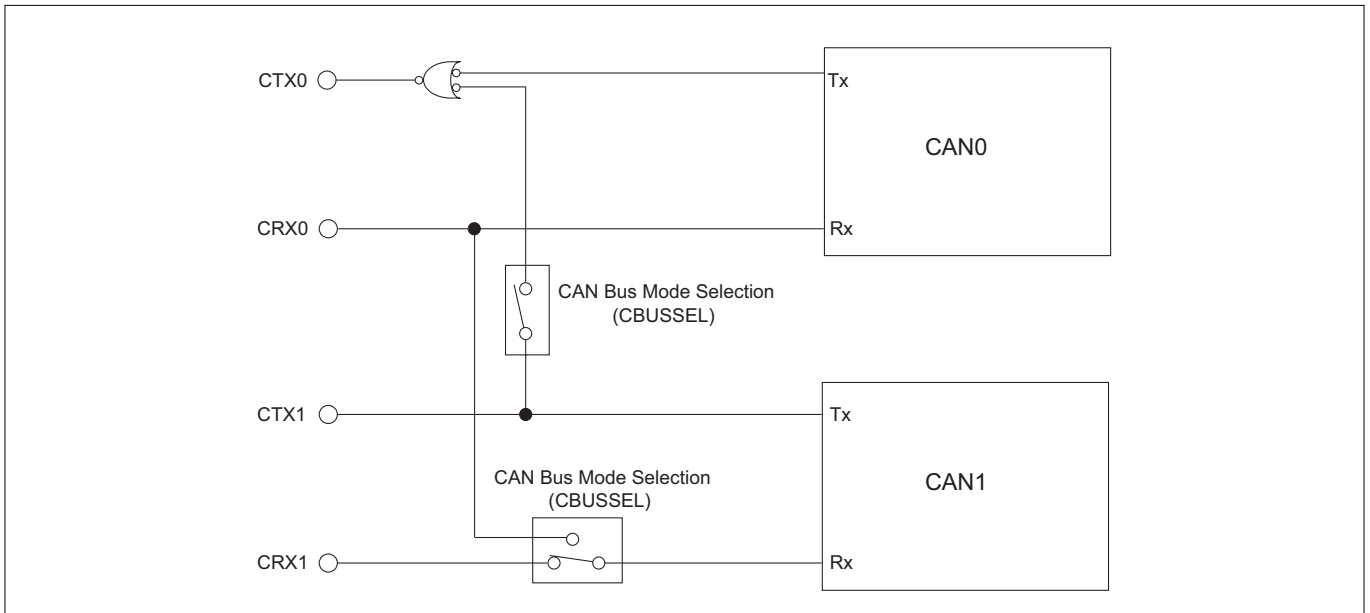 CTX0
Tx
CAN0
CRX0
Rx
CAN Bus Mode Selection
(CBUSSEL)
CTX1
Tx
CAN Bus Mode Selection
(CBUSSEL)
CAN1
CRX1
Rx